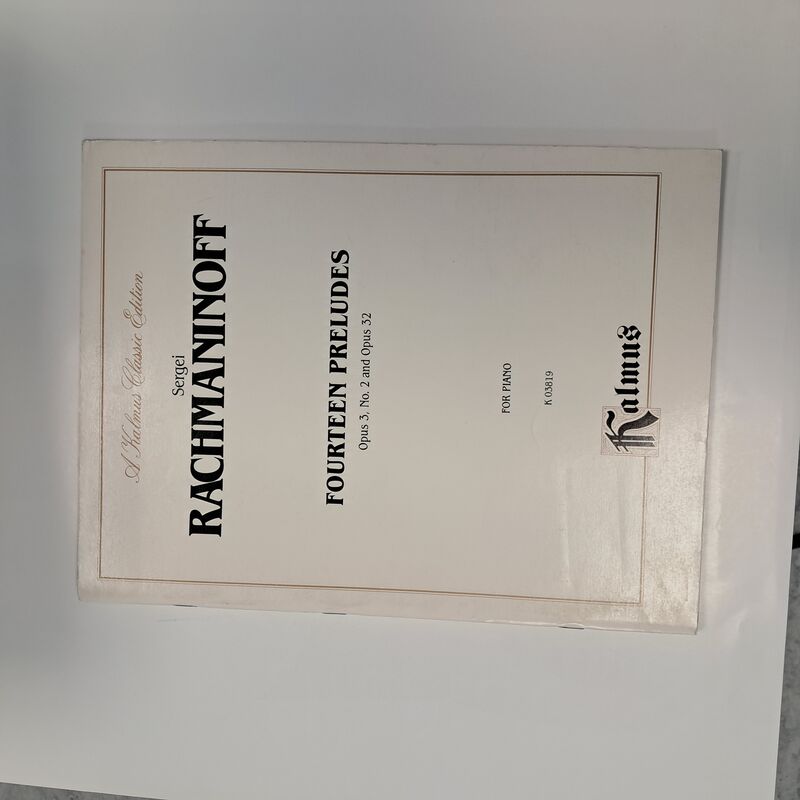 A Kalmus Classic Edition
Sergei
RACHMANINOFF
FOURTEEN PRELUDES
Opus 3, No. 2 and Opus 32
FOR PIANO
K 03819
Kalmus